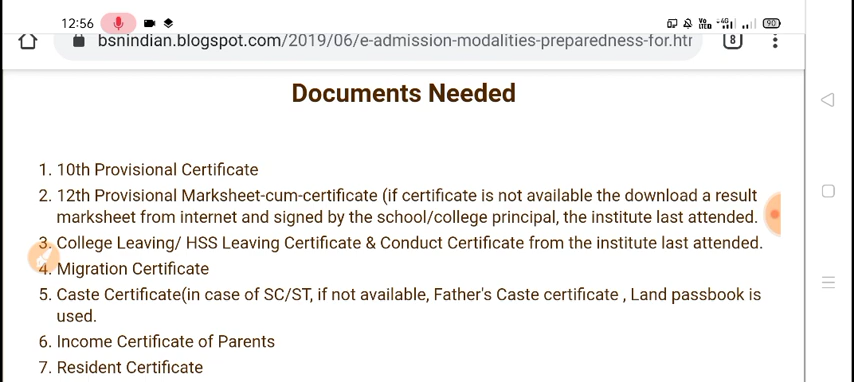 12:56
Vo LTED 4G 90
bsnindian.blogspot.com/2019/06/e-admission-modalities-preparedness-for.htr 8
Documents Needed
1. 10th Provisional Certificate
2. 12th Provisional Marksheet-cum-certificate (if certificate is not available the download a result
marksheet from internet and signed by the school/college principal, the institute last attended.
3. College Leaving/ HSS Leaving Certificate & Conduct Certificate from the institute last attended.
4. Migration Certificate
5. Caste Certificate(in case of SC/ST, if not available, Father's Caste certificate , Land passbook is
used.
6. Income Certificate of Parents
7. Resident Certificate